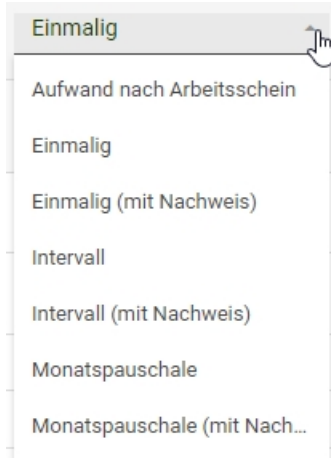 Einmalig
Aufwand nach Arbeitsschein
Einmalig
Einmalig (mit Nachweis)
Intervall
Intervall (mit Nachweis)
Monatspauschale
Monatspauschale (mit Nach...